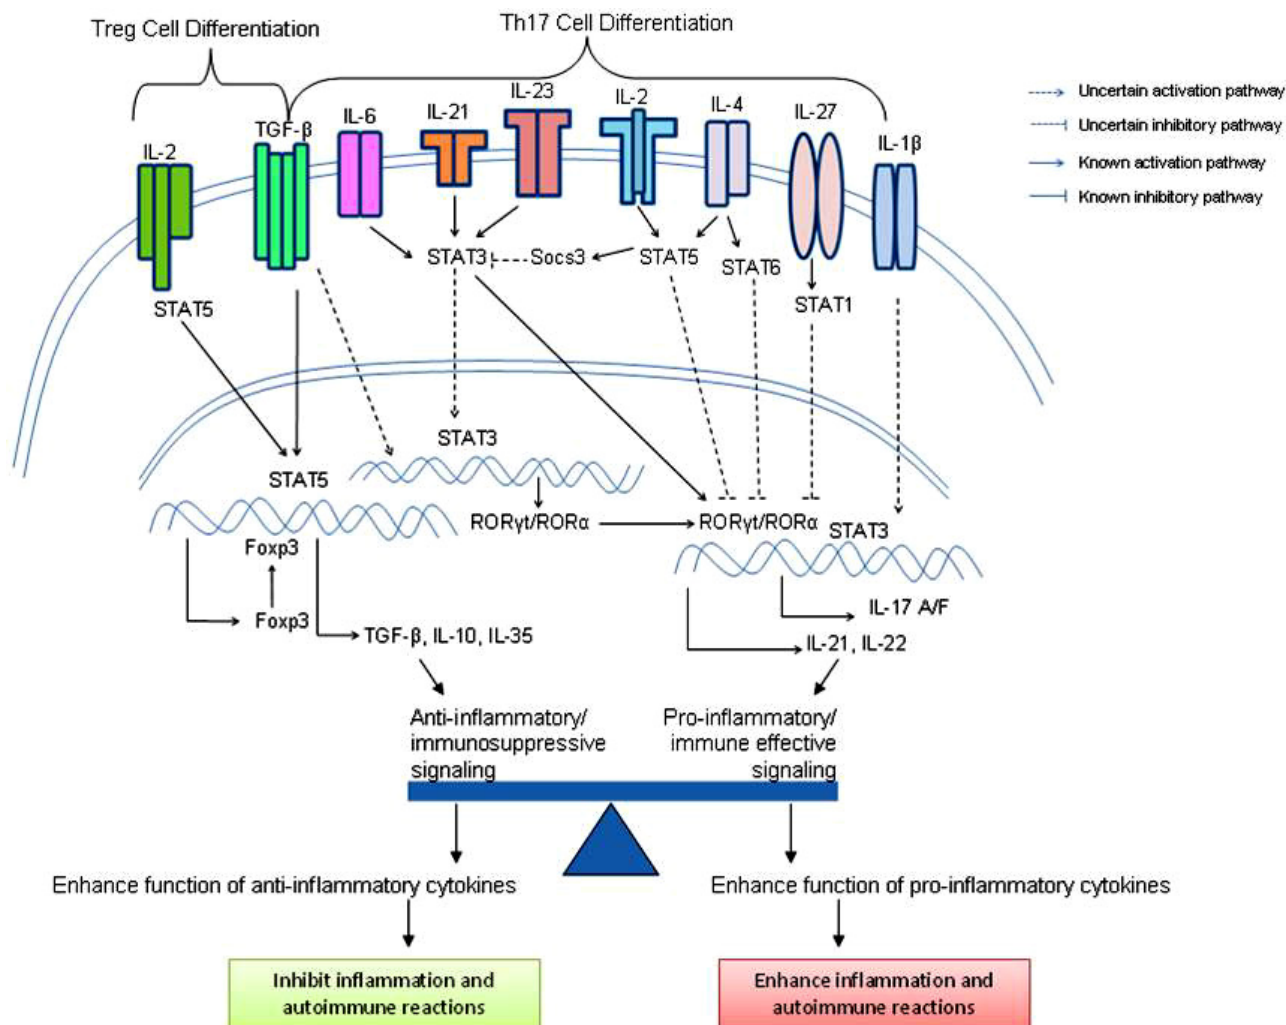 Treg Cell Differentiation
Th17 Cell Differentiation
IL-2
TGF-β
IL-6
IL-21
IL-23
IL-2
IL-4
IL-27
IL-1β
Uncertain activation pathway
Uncertain inhibitory pathway
Known activation pathway
Known inhibitory pathway
STAT3
Socs3
STAT5
STAT6
STAT5
STAT1
STAT3
STAT5
RORγt/RORα
RORγt/RORα
STAT3
Foxp3
Foxp3
TGF-β, IL-10, IL-35
IL-17 A/F
IL-21, IL-22
Anti-inflammatory/
immunosuppressive
signaling
Pro-inflammatory/
immune effective
signaling
Enhance function of anti-inflammatory cytokines
Enhance function of pro-inflammatory cytokines
Inhibit inflammation and
autoimmune reactions
Enhance inflammation and
autoimmune reactions